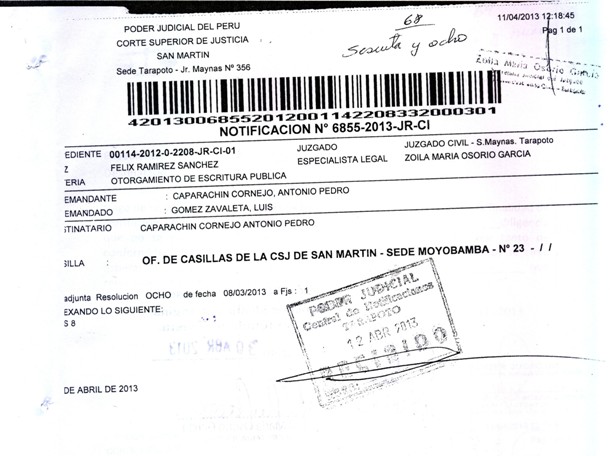 68
Sesenta y ocho
11/04/2013 12:18:45
Pag 1 de 1
PODER JUDICIAL DEL PERU
CORTE SUPERIOR DE JUSTICIA
SAN MARTIN
Sede Tarapoto - Jr. Maynas N° 356
Zoila Maria Osorio Garcia
420130068552012001142208332000301
NOTIFICACION N° 6855-2013-JR-CI
EDIENTE 00114-2012-0-2208-JR-CI-01 JUZGADO JUZGADO CIVIL - S.Maynas. Tarapoto
Z FELIX RAMIREZ SANCHEZ ESPECIALISTA LEGAL ZOILA MARIA OSORIO GARCIA
TERIA OTORGAMIENTO DE ESCRITURA PUBLICA
EMANDANTE : CAPARACHIN CORNEJO, ANTONIO PEDRO
EMANDADO : GOMEZ ZAVALETA, LUIS
STINATARIO CAPARACHIN CORNEJO ANTONIO PEDRO
SILLA : OF. DE CASILLAS DE LA CSJ DE SAN MARTIN - SEDE MOYOBAMBA - N° 23 - / /
adjunta Resolucion OCHO de fecha 08/03/2013 a Fjs : 1
EXANDO LO SIGUIENTE:
S 8
PODER JUDICIAL
Central de Notificaciones
TARAPOTO
12 ABR 2013
RECIBIDO
DE ABRIL DE 2013